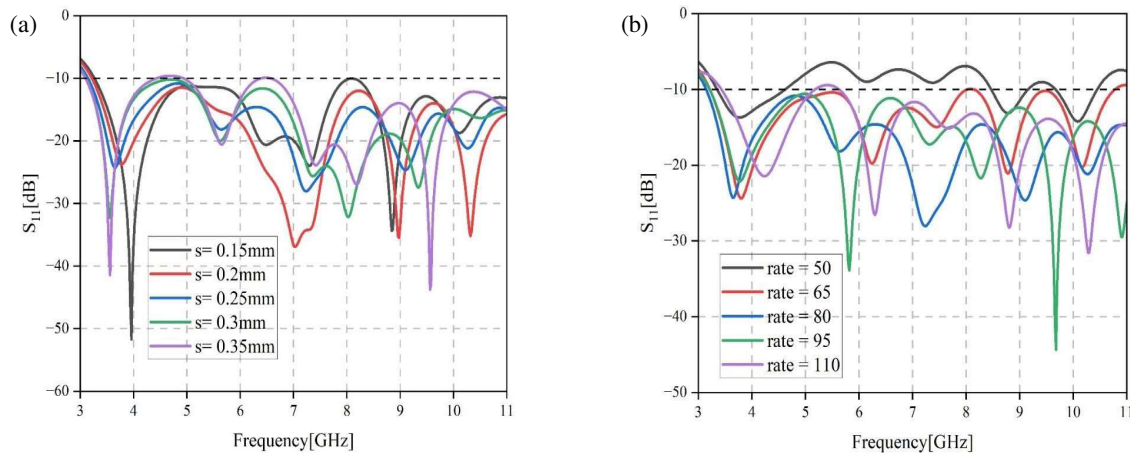 (a)
0
−10
−20
−30
−40
−50
−60
S11[dB]
s= 0.15mm
s= 0.2mm
s= 0.25mm
s= 0.3mm
s= 0.35mm
3 4 5 6 7 8 9 10 11
Frequency[GHz]
(b)
0
−10
−20
−30
−40
−50
S11[dB]
rate = 50
rate = 65
rate = 80
rate = 95
rate = 110
3 4 5 6 7 8 9 10 11
Frequency[GHz]